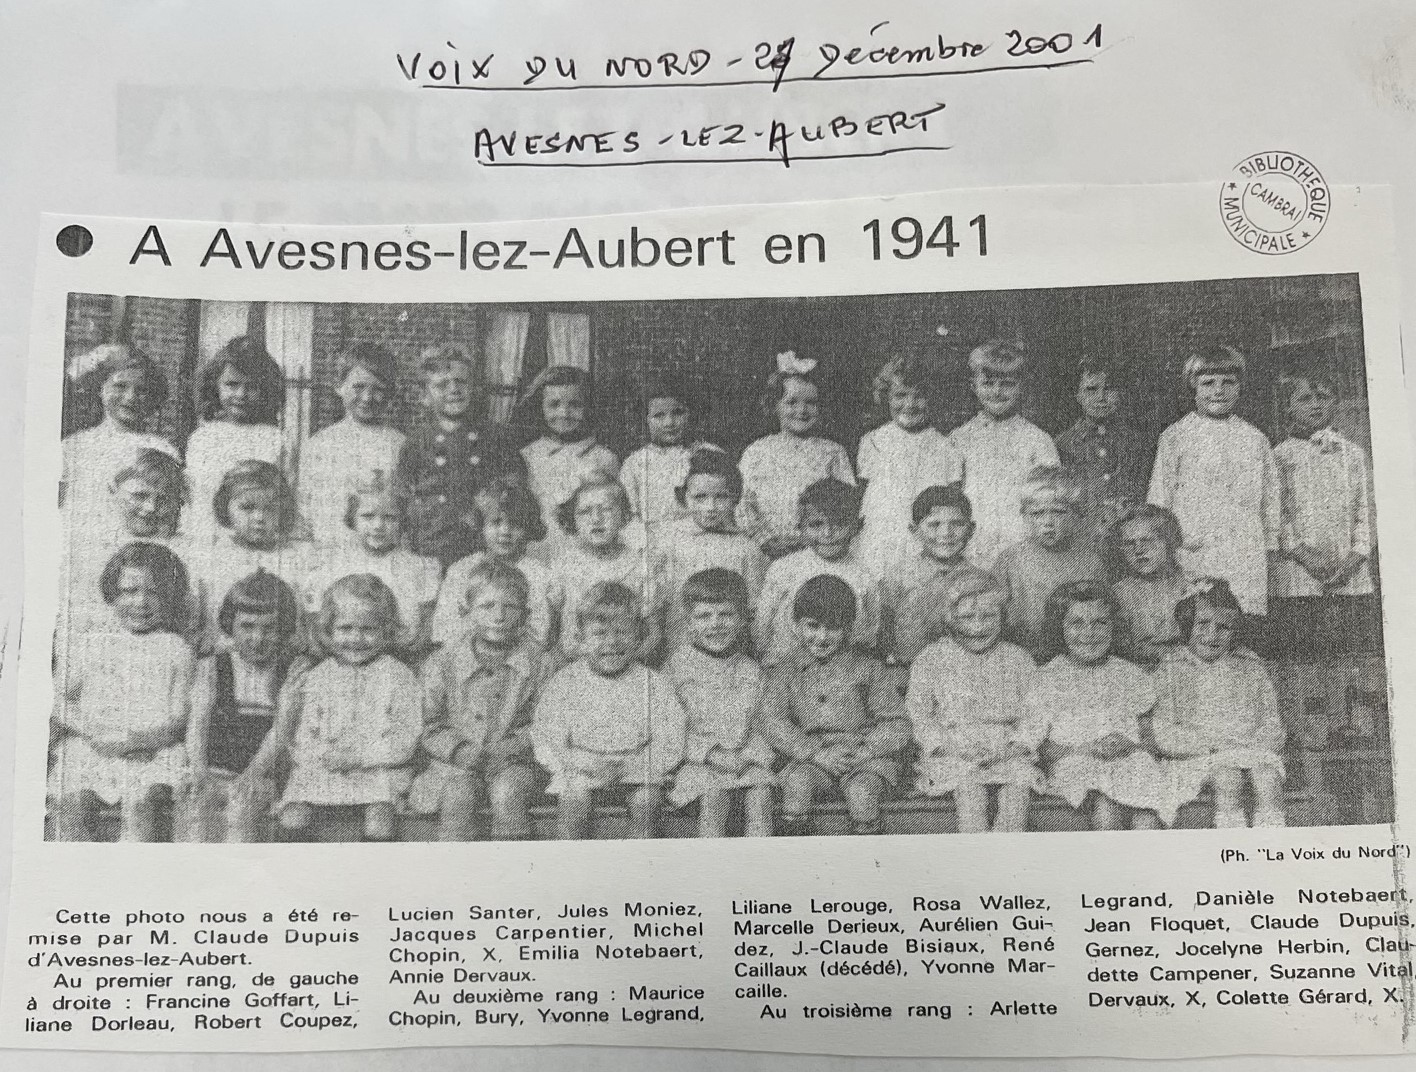 VOIX DU NORD - 27 Décembre 2001
AVESNES-LEZ-AUBERT
BIBLIOTHEQUE
CAMBRAI
* MUNICIPALE *
● A Avesnes-lez-Aubert en 1941
(Ph. "La Voix du Nord")
Cette photo nous a été re-
mise par M. Claude Dupuis
d'Avesnes-lez-Aubert.
Au premier rang, de gauche
à droite : Francine Goffart, Li-
liane Dorleau, Robert Coupez,
Lucien Santer, Jules Moniez,
Jacques Carpentier, Michel
Chopin, X, Emilia Notebaert,
Annie Dervaux.
Au deuxième rang : Maurice
Chopin, Bury, Yvonne Legrand,
Liliane Lerouge, Rosa Wallez,
Marcelle Derieux, Aurélien Gui-
dez, J.-Claude Bisiaux, René
Caillaux (décédé), Yvonne Mar-
caille.
Au troisième rang : Arlette
Legrand, Danièle Notebaert,
Jean Floquet, Claude Dupuis,
Gernez, Jocelyne Herbin, Clau-
dette Campener, Suzanne Vital,
Dervaux, X, Colette Gérard, X.